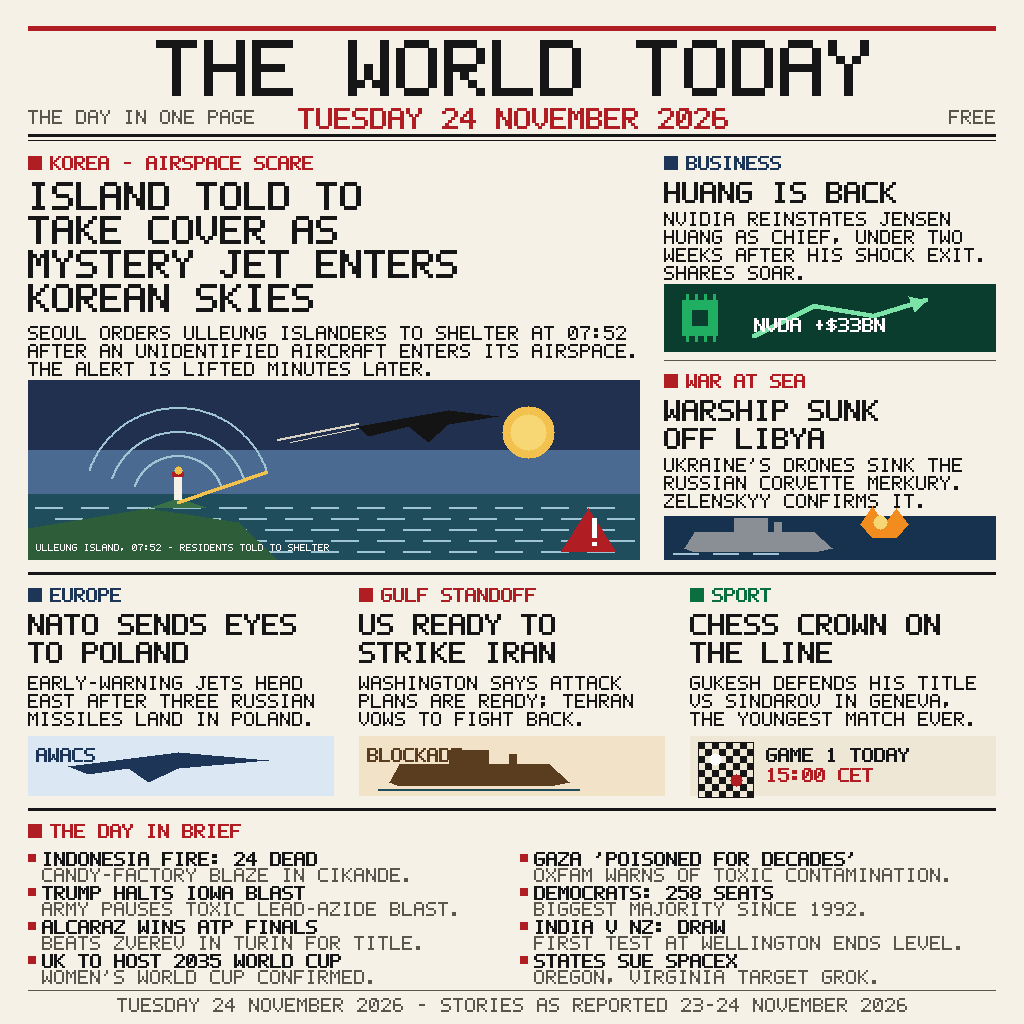 THE WORLD TODAY
THE DAY IN ONE PAGE
TUESDAY 24 NOVEMBER 2026
FREE
KOREA - AIRSPACE SCARE
ISLAND TOLD TO
TAKE COVER AS
MYSTERY JET ENTERS
KOREAN SKIES
SEOUL ORDERS ULLEUNG ISLANDERS TO SHELTER AT 07:52
AFTER AN UNIDENTIFIED AIRCRAFT ENTERS ITS AIRSPACE.
THE ALERT IS LIFTED MINUTES LATER.
ULLEUNG ISLAND, 07:52 - RESIDENTS TOLD TO SHELTER
!
BUSINESS
HUANG IS BACK
NVIDIA REINSTATES JENSEN
HUANG AS CHIEF, UNDER TWO
WEEKS AFTER HIS SHOCK EXIT.
SHARES SOAR.
NVDA +$33BN
WAR AT SEA
WARSHIP SUNK
OFF LIBYA
UKRAINE'S DRONES SINK THE
RUSSIAN CORVETTE MERKURY.
ZELENSKYY CONFIRMS IT.
EUROPE
NATO SENDS EYES
TO POLAND
EARLY-WARNING JETS HEAD
EAST AFTER THREE RUSSIAN
MISSILES LAND IN POLAND.
AWACS
GULF STANDOFF
US READY TO
STRIKE IRAN
WASHINGTON SAYS ATTACK
PLANS ARE READY; TEHRAN
VOWS TO FIGHT BACK.
BLOCKADE
SPORT
CHESS CROWN ON
THE LINE
GUKESH DEFENDS HIS TITLE
VS SINDAROV IN GENEVA,
THE YOUNGEST MATCH EVER.
GAME 1 TODAY
15:00 CET
THE DAY IN BRIEF
INDONESIA FIRE: 24 DEAD
CANDY-FACTORY BLAZE IN CIKANDE.
TRUMP HALTS IOWA BLAST
ARMY PAUSES TOXIC LEAD-AZIDE BLAST.
ALCARAZ WINS ATP FINALS
BEATS ZVEREV IN TURIN FOR TITLE.
UK TO HOST 2035 WORLD CUP
WOMEN'S WORLD CUP CONFIRMED.
GAZA 'POISONED FOR DECADES'
OXFAM WARNS OF TOXIC CONTAMINATION.
DEMOCRATS: 258 SEATS
BIGGEST MAJORITY SINCE 1992.
INDIA V NZ: DRAW
FIRST TEST AT WELLINGTON ENDS LEVEL.
STATES SUE SPACEX
OREGON, VIRGINIA TARGET GROK.
TUESDAY 24 NOVEMBER 2026 - STORIES AS REPORTED 23-24 NOVEMBER 2026